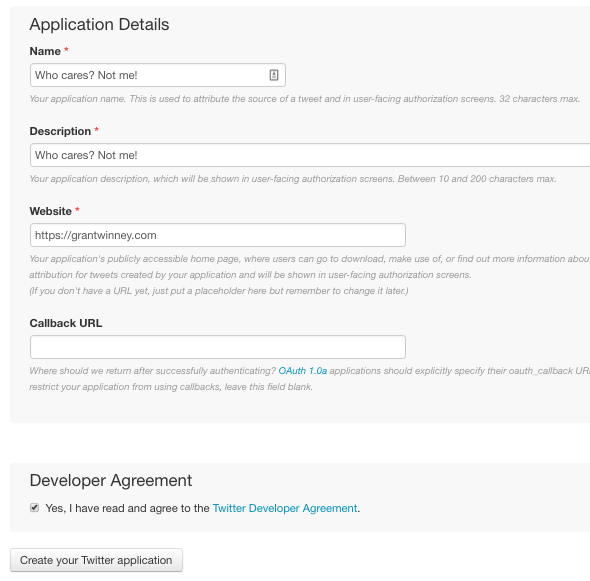 Application Details
Name *
Who cares? Not me!
Your application name. This is used to attribute the source of a tweet and in user-facing authorization screens. 32 characters max.
Description *
Who cares? Not me!
Your application description, which will be shown in user-facing authorization screens. Between 10 and 200 characters max.
Website *
https://grantwinney.com
Your application's publicly accessible home page, where users can go to download, make use of, or find out more information abou
attribution for tweets created by your application and will be shown in user-facing authorization screens.
(If you don't have a URL yet, just put a placeholder here but remember to change it later.)
Callback URL
Where should we return after successfully authenticating? OAuth 1.0a applications should explicitly specify their oauth_callback URL
restrict your application from using callbacks, leave this field blank.
Developer Agreement
Yes, I have read and agree to the Twitter Developer Agreement.
Create your Twitter application